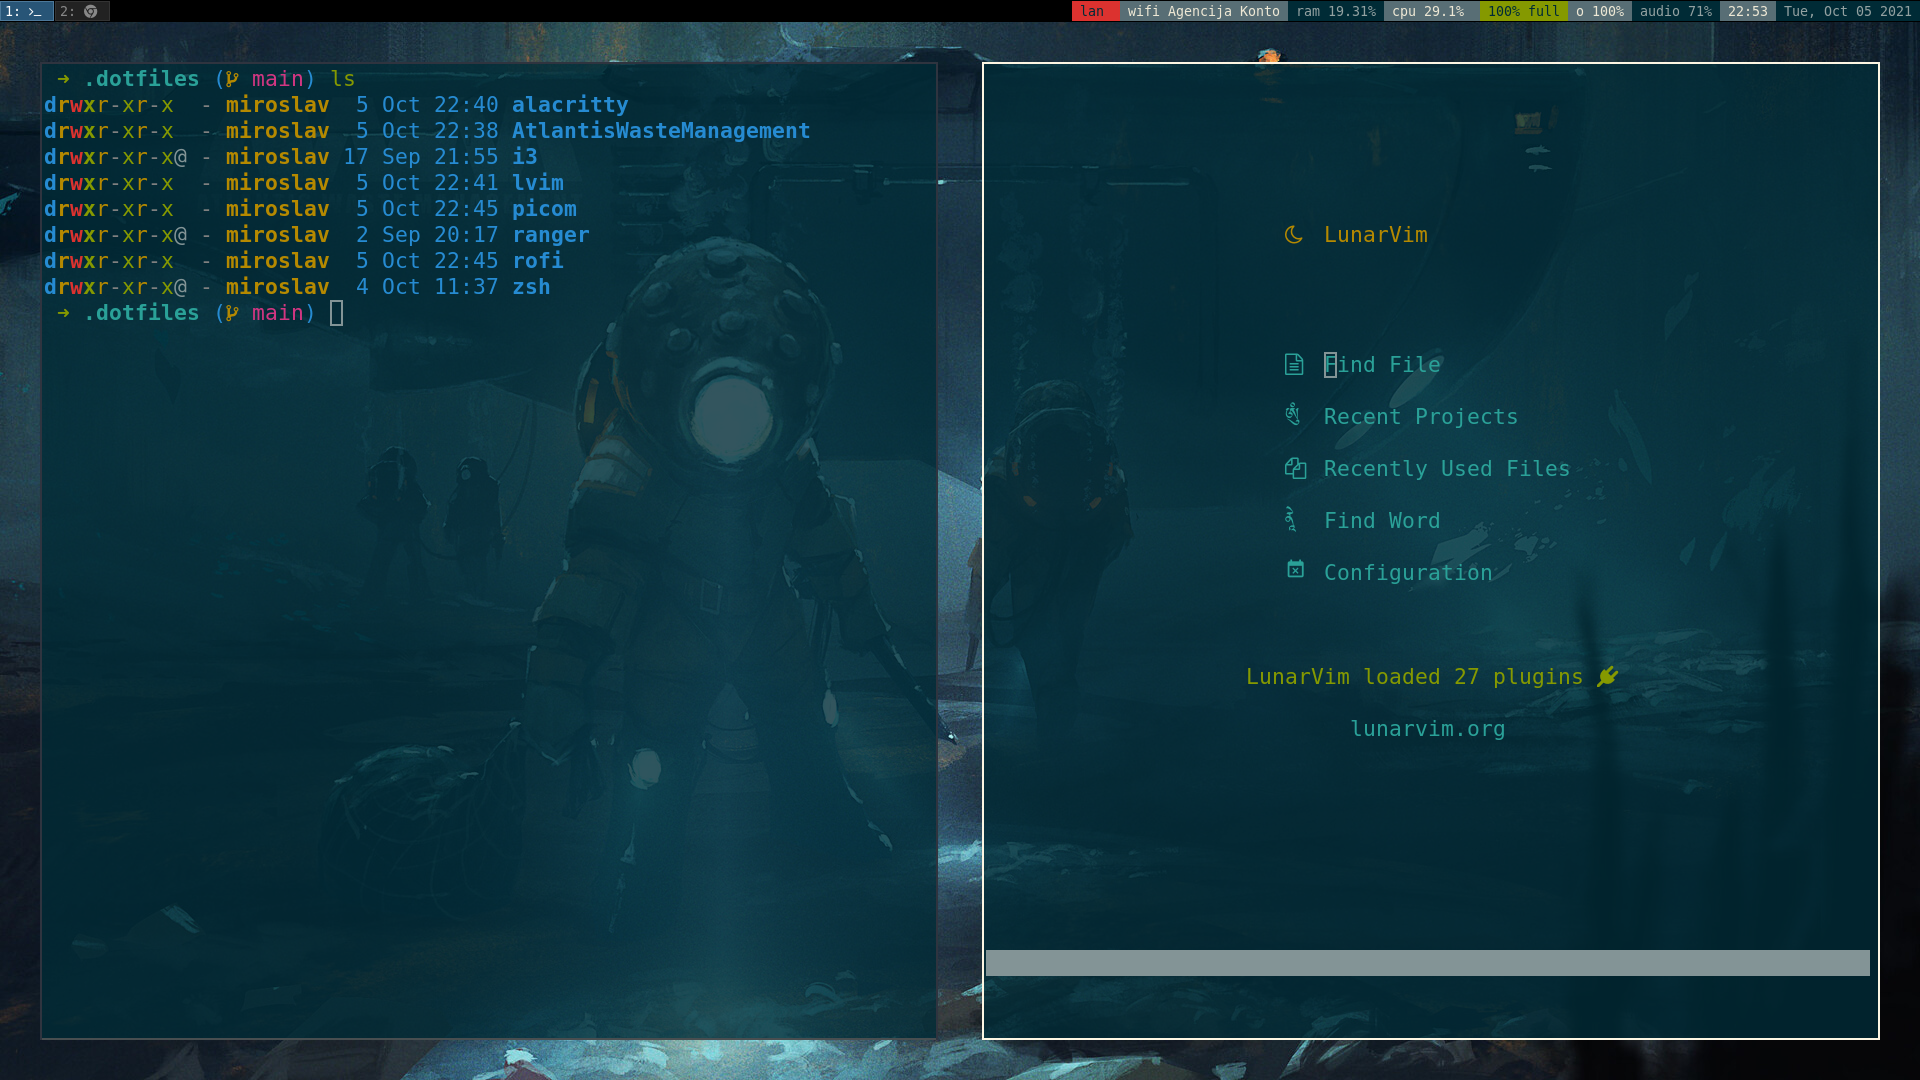 1: >_ 2: lan wifi Agencija Konto ram 19.31% cpu 29.1% 100% full o 100% audio 71% 22:53 Tue, Oct 05 2021
→ .dotfiles ( main) ls
drwxr-xr-x - miroslav 5 Oct 22:40 alacritty
drwxr-xr-x - miroslav 5 Oct 22:38 AtlantisWasteManagement
drwxr-xr-x@ - miroslav 17 Sep 21:55 i3
drwxr-xr-x - miroslav 5 Oct 22:41 lvim
drwxr-xr-x - miroslav 5 Oct 22:45 picom
drwxr-xr-x@ - miroslav 2 Sep 20:17 ranger
drwxr-xr-x - miroslav 5 Oct 22:45 rofi
drwxr-xr-x@ - miroslav 4 Oct 11:37 zsh
→ .dotfiles ( main)
LunarVim
Find File
Recent Projects
Recently Used Files
Find Word
Configuration
LunarVim loaded 27 plugins
lunarvim.org